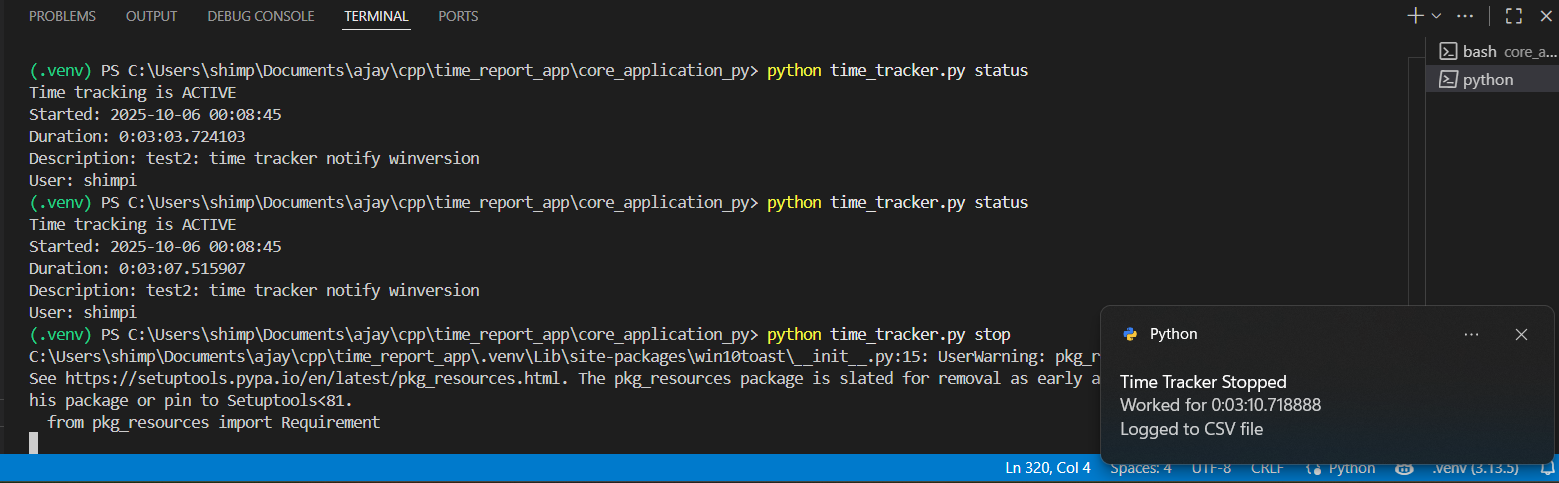 PROBLEMS OUTPUT DEBUG CONSOLE TERMINAL PORTS
bash core_a...
python
(.venv) PS C:\Users\shimp\Documents\ajay\cpp\time_report_app\core_application_py> python time_tracker.py status
Time tracking is ACTIVE
Started: 2025-10-06 00:08:45
Duration: 0:03:03.724103
Description: test2: time tracker notify winversion
User: shimpi
(.venv) PS C:\Users\shimp\Documents\ajay\cpp\time_report_app\core_application_py> python time_tracker.py status
Time tracking is ACTIVE
Started: 2025-10-06 00:08:45
Duration: 0:03:07.515907
Description: test2: time tracker notify winversion
User: shimpi
(.venv) PS C:\Users\shimp\Documents\ajay\cpp\time_report_app\core_application_py> python time_tracker.py stop
C:\Users\shimp\Documents\ajay\cpp\time_report_app\.venv\Lib\site-packages\win10toast\__init__.py:15: UserWarning: pkg_r
See https://setuptools.pypa.io/en/latest/pkg_resources.html. The pkg_resources package is slated for removal as early a
his package or pin to Setuptools<81.
from pkg_resources import Requirement
Python
Time Tracker Stopped
Worked for 0:03:10.718888
Logged to CSV file
Ln 320, Col 4 Spaces: 4 UTF-8 CRLF Python .venv (3.13.5)